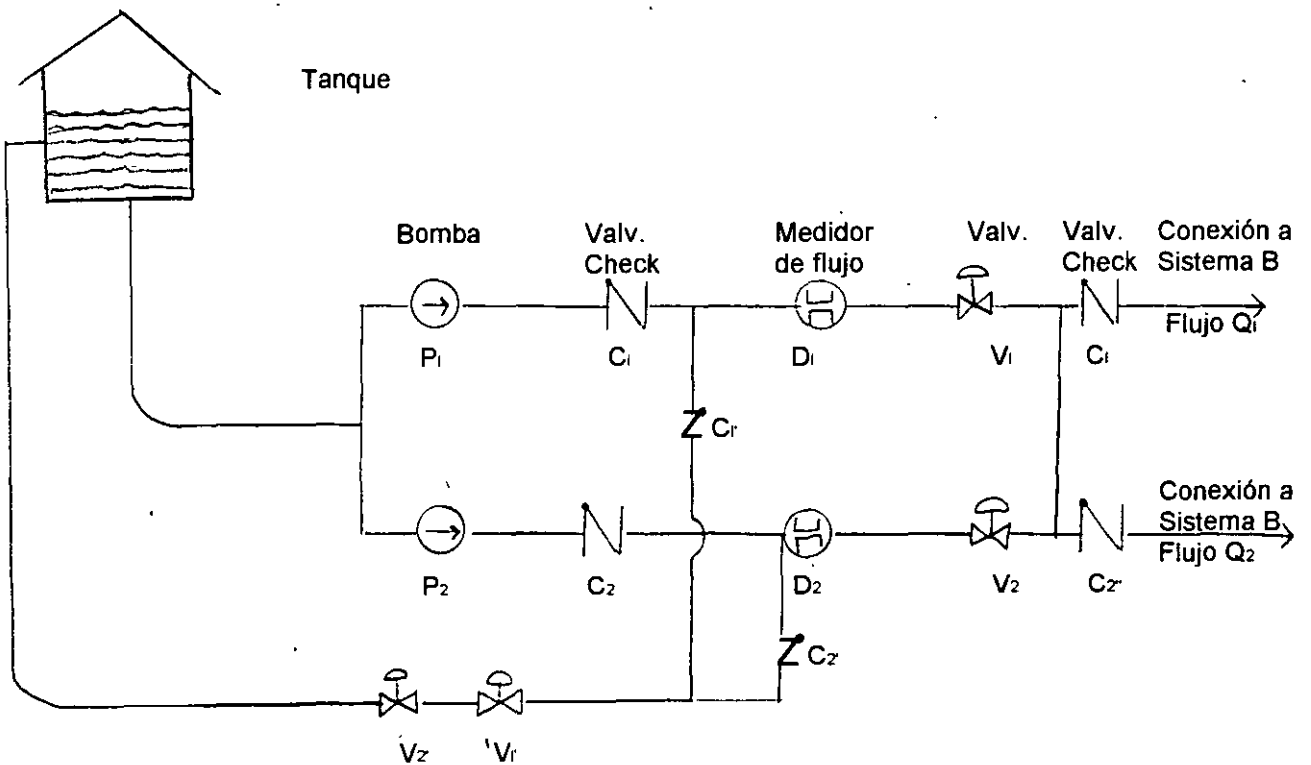 Tanque
Bomba
Valv.
Check
Medidor
de flujo
Valv.
Valv.
Check
Conexión a
Sistema B
Flujo Q₁
P₁
C₁
D₁
V₁
C₁
C₁'
Conexión a
Sistema B
Flujo Q₂
P₂
C₂
D₂
V₂
C₂"
C₂'
V₂'
'V₁'